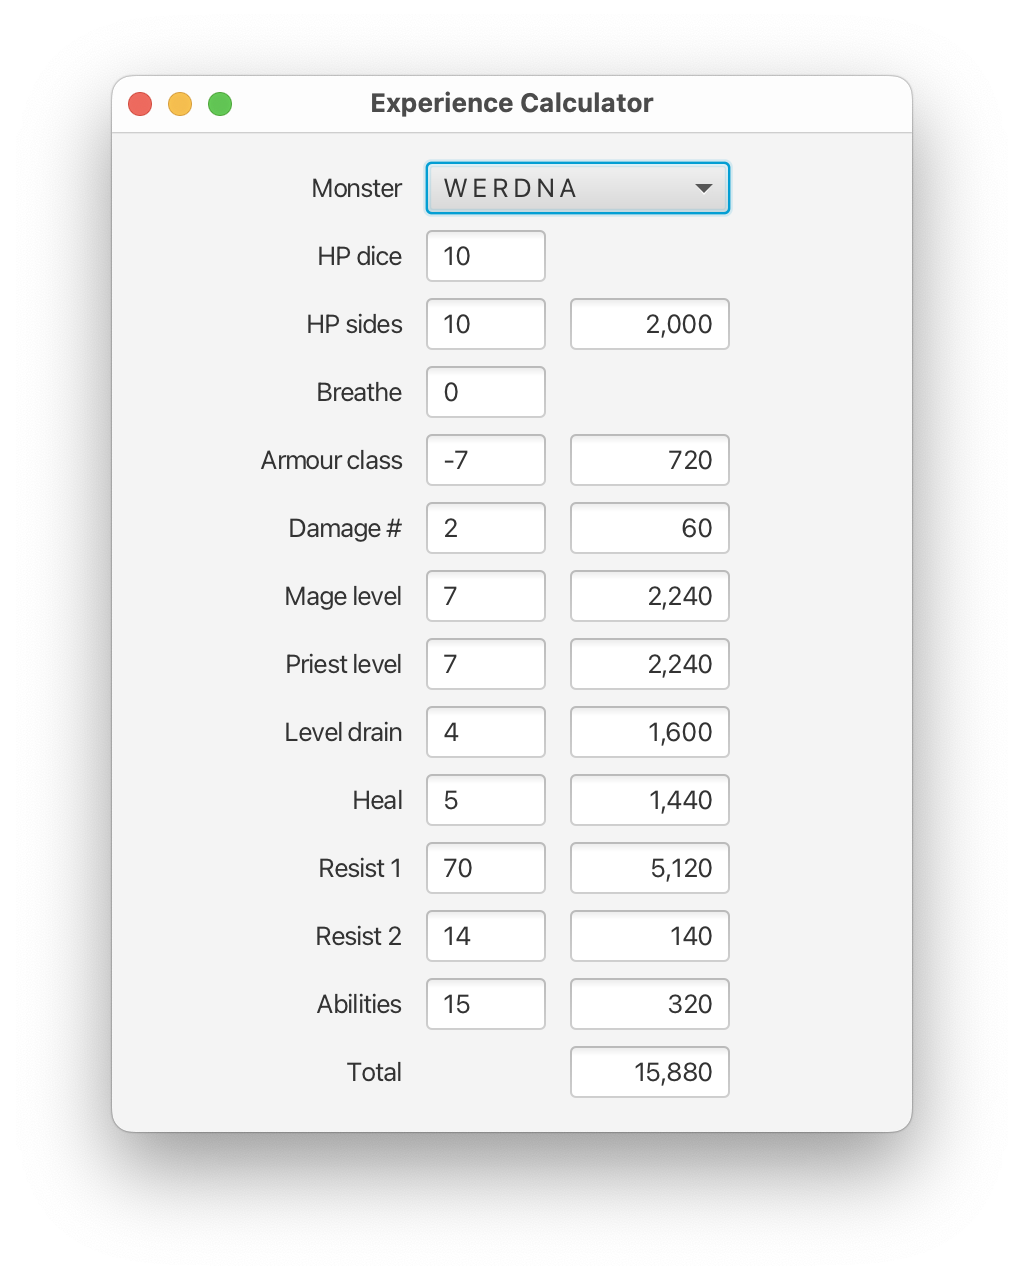 Experience Calculator
Monster W E R D N A
HP dice 10
HP sides 10 2,000
Breathe 0
Armour class -7 720
Damage # 2 60
Mage level 7 2,240
Priest level 7 2,240
Level drain 4 1,600
Heal 5 1,440
Resist 1 70 5,120
Resist 2 14 140
Abilities 15 320
Total 15,880